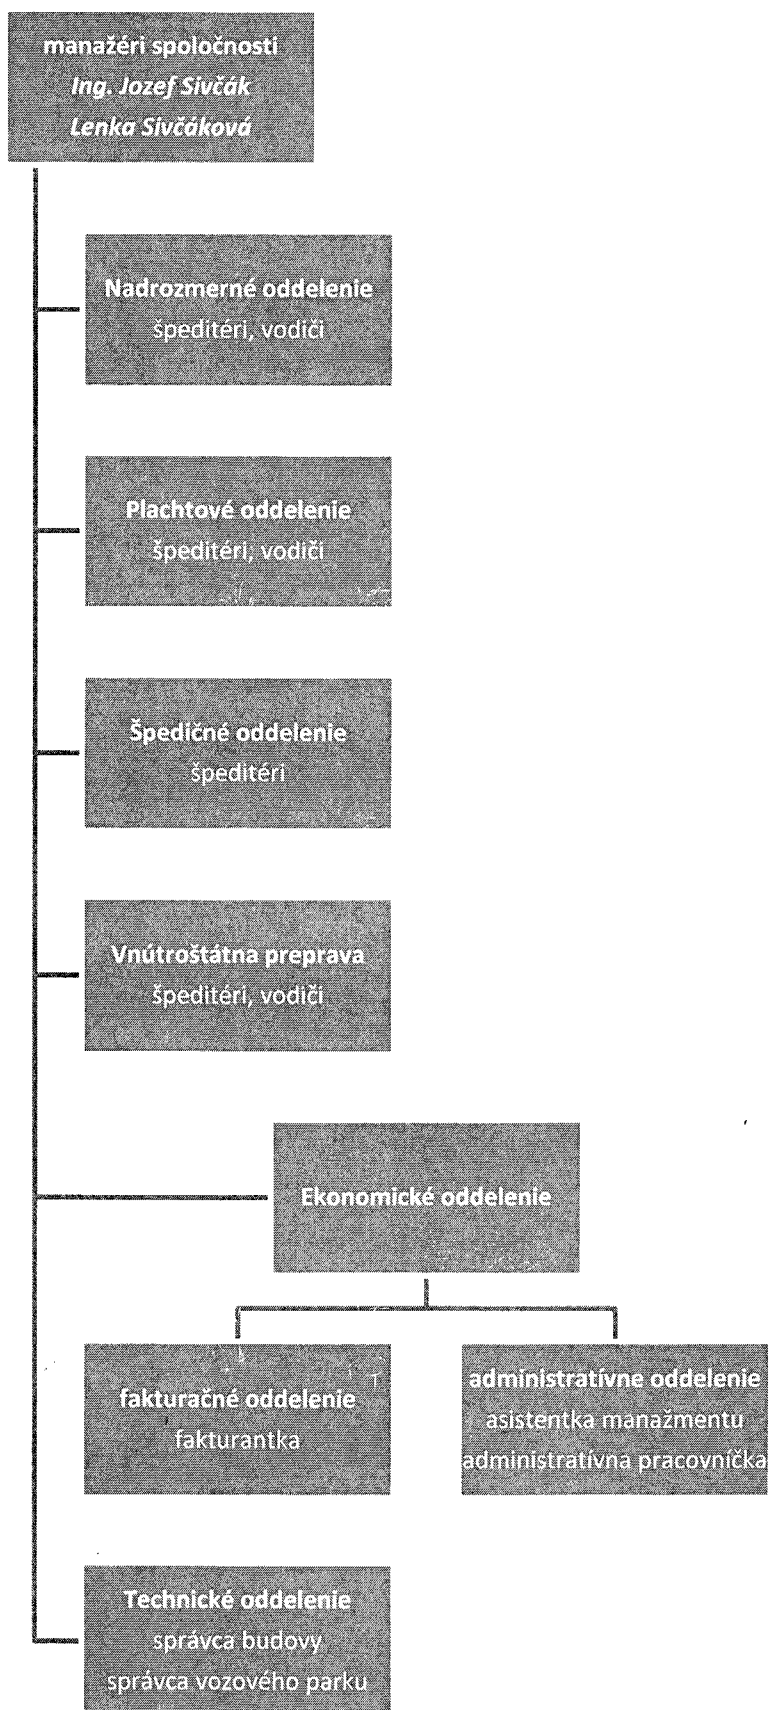 manažéri spoločnosti
Ing. Jozef Sivčák
Lenka Sivčáková
Nadrozmerné oddelenie
špeditéri, vodiči
Plachtové oddelenie
špeditéri, vodiči
Špedičné oddelenie
špeditéri
Vnútroštátna preprava
špeditéri, vodiči
Ekonomické oddelenie
fakturačné oddelenie
fakturantka
administratívne oddelenie
asistentka manažmentu
administratívna pracovníčka
Technické oddelenie
správca budovy
správca vozového parku